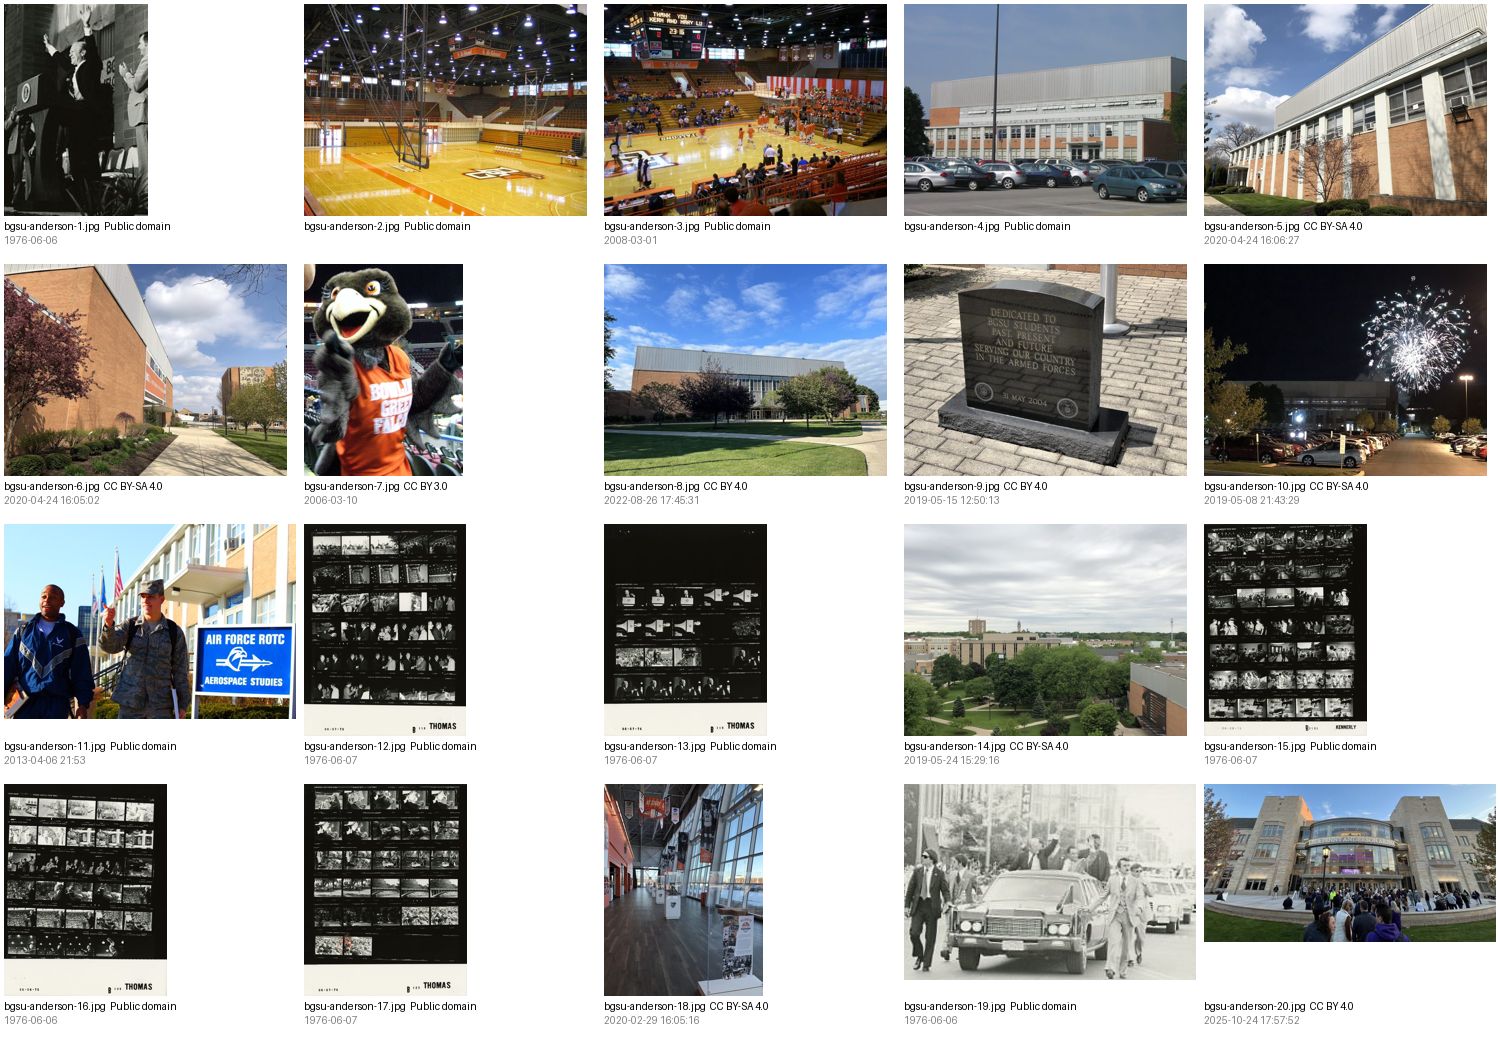 THANK YOU
KERM AND MARY LU
23:15
bgsu-anderson-1.jpg Public domain
1976-06-06
bgsu-anderson-2.jpg Public domain
bgsu-anderson-3.jpg Public domain
2008-03-01
bgsu-anderson-4.jpg Public domain
bgsu-anderson-5.jpg CC BY-SA 4.0
2020-04-24 16:06:27
BOWLING
GREEN
FALCONS
DEDICATED TO
BGSU STUDENTS
PAST, PRESENT
AND FUTURE
SERVING OUR COUNTRY
IN THE ARMED FORCES
31 MAY 2004
bgsu-anderson-6.jpg CC BY-SA 4.0
2020-04-24 16:05:02
bgsu-anderson-7.jpg CC BY 3.0
2006-03-10
bgsu-anderson-8.jpg CC BY 4.0
2022-08-26 17:45:31
bgsu-anderson-9.jpg CC BY 4.0
2019-05-15 12:50:13
bgsu-anderson-10.jpg CC BY-SA 4.0
2019-05-08 21:43:29
AIR FORCE ROTC
AEROSPACE STUDIES
THOMAS
THOMAS
KENNERLY
bgsu-anderson-11.jpg Public domain
2013-04-06 21:53
bgsu-anderson-12.jpg Public domain
1976-06-07
bgsu-anderson-13.jpg Public domain
1976-06-07
bgsu-anderson-14.jpg CC BY-SA 4.0
2019-05-24 15:29:16
bgsu-anderson-15.jpg Public domain
1976-06-07
THOMAS
THOMAS
bgsu-anderson-16.jpg Public domain
1976-06-06
bgsu-anderson-17.jpg Public domain
1976-06-07
bgsu-anderson-18.jpg CC BY-SA 4.0
2020-02-29 16:05:16
bgsu-anderson-19.jpg Public domain
1976-06-06
bgsu-anderson-20.jpg CC BY 4.0
2025-10-24 17:57:52